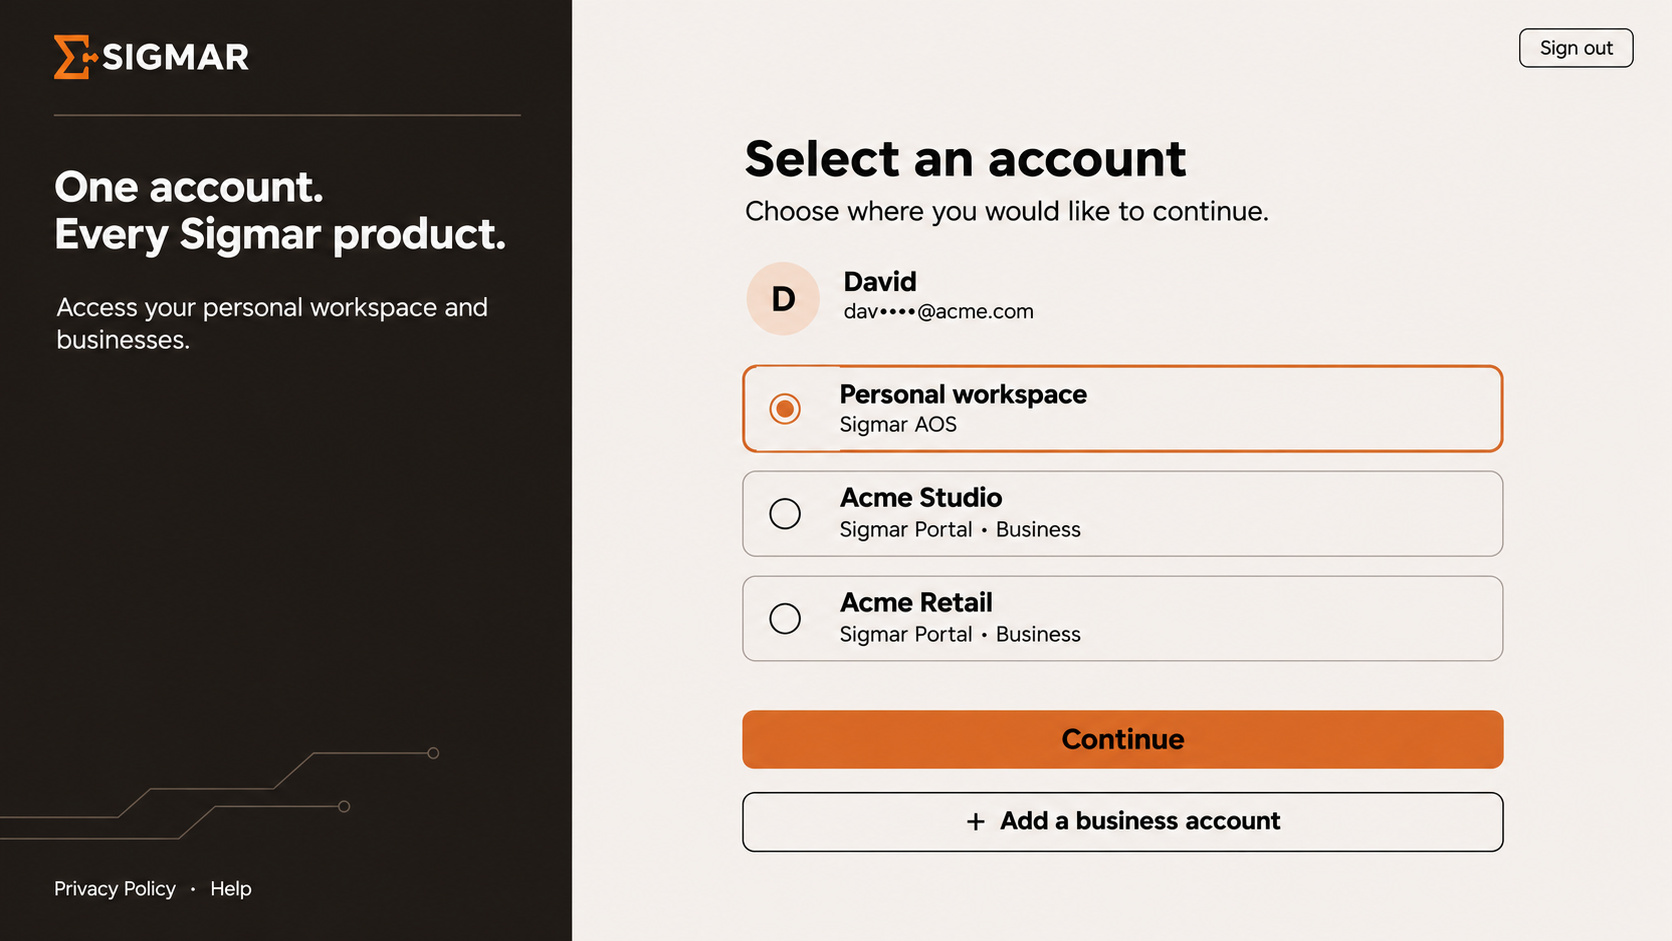 SIGMAR
One account.
Every Sigmar product.
Access your personal workspace and
businesses.
Privacy Policy • Help
Sign out
Select an account
Choose where you would like to continue.
D
David
dav••••@acme.com
Personal workspace
Sigmar AOS
Acme Studio
Sigmar Portal • Business
Acme Retail
Sigmar Portal • Business
Continue
+ Add a business account